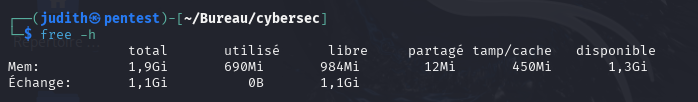 ┌──(judith㉿pentest)-[~/Bureau/cybersec]
└─$ free -h
total utilisé libre partagé tamp/cache disponible
Mem: 1,9Gi 690Mi 984Mi 12Mi 450Mi 1,3Gi
Échange: 1,1Gi 0B 1,1Gi